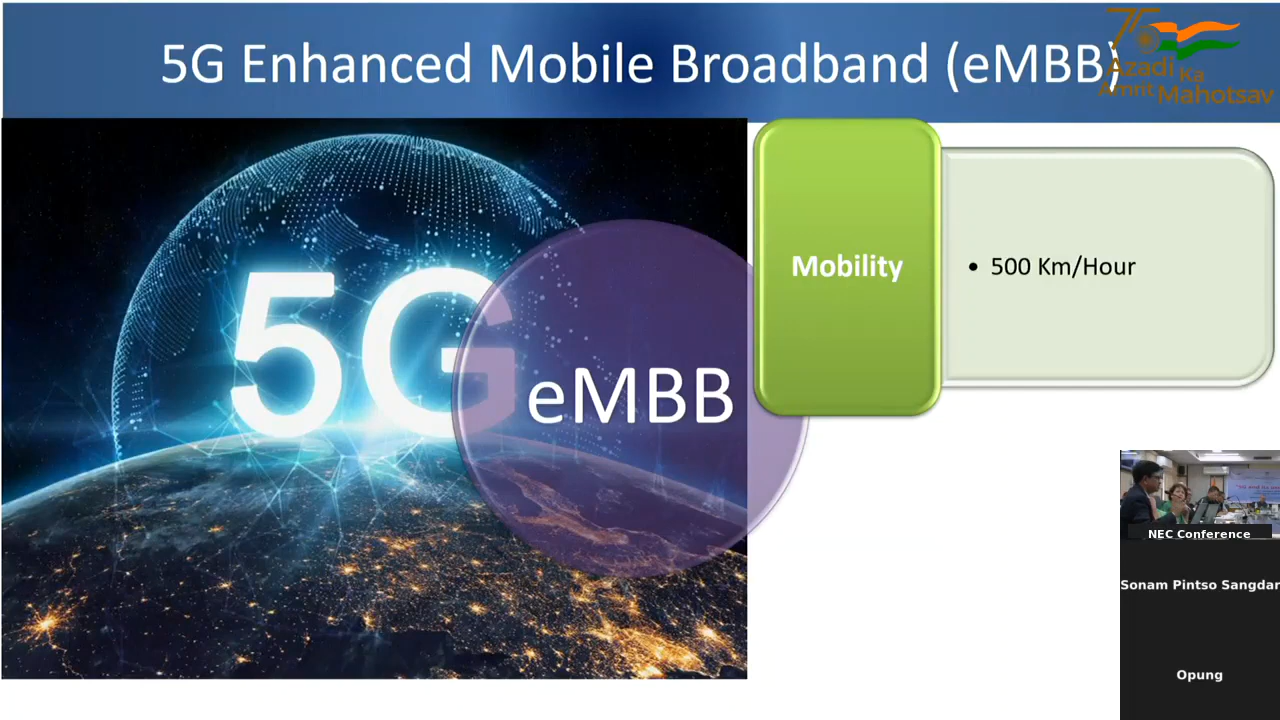 5G Enhanced Mobile Broadband (eMBB)
75
Azadi Ka
Amrit Mahotsav
5G
eMBB
Mobility
• 500 Km/Hour
NEC Conference
Sonam Pintso Sangdar
Opung